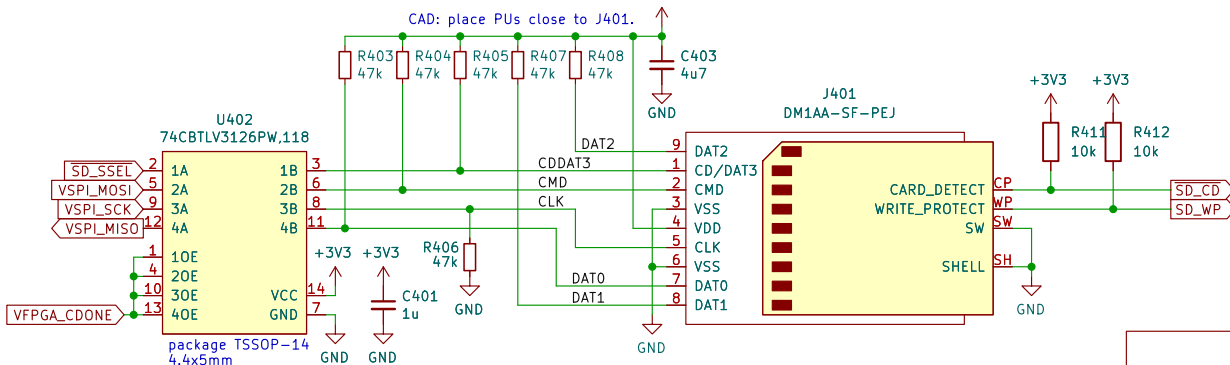 CAD: place PUs close to J401.
R403
47k
R404
47k
R405
47k
R407
47k
R408
47k
C403
4u7
GND
J401
DM1AA-SF-PEJ
+3V3
+3V3
R411
10k
R412
10k
U402
74CBTLV3126PW,118
SD_SSEL 2 1A 1B 3
VSPI_MOSI 5 2A 2B 6
VSPI_SCK 9 3A 3B 8
VSPI_MISO 12 4A 4B 11
1 1OE
4 2OE
10 3OE VCC 14
VFPGA_CDONE 13 4OE GND 7
package TSSOP-14
4.4x5mm
+3V3
GND
+3V3
C401
1u
GND
R406
47k
GND
DAT2
CDDAT3
CMD
CLK
DAT0
DAT1
9 DAT2
1 CD/DAT3
2 CMD
3 VSS
4 VDD
5 CLK
6 VSS
7 DAT0
8 DAT1
GND
CARD_DETECT CP SD_CD
WRITE_PROTECT WP SD_WP
SW SW
SHELL SH
GND